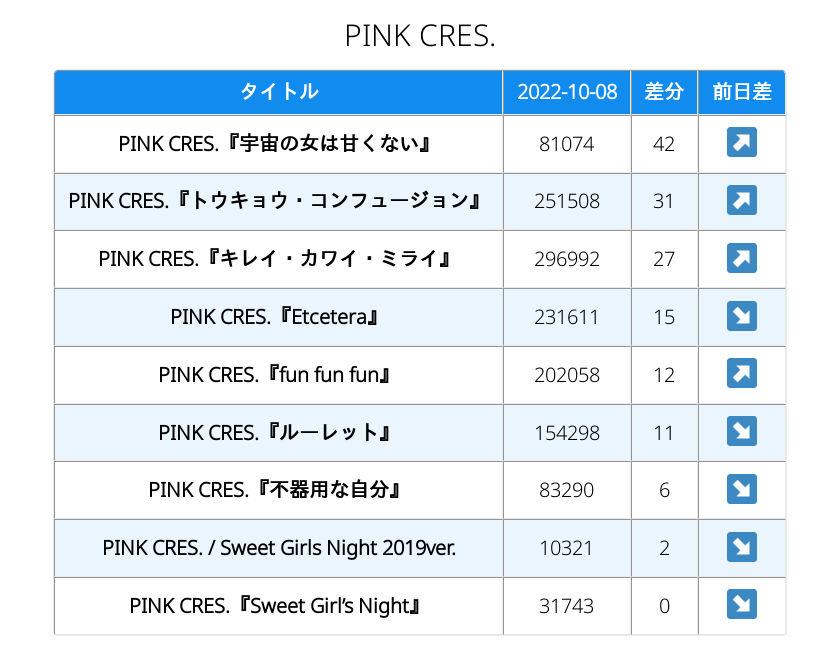 PINK CRES.
タイトル 2022-10-08 差分 前日差
PINK CRES.『宇宙の女は甘くない』 81074 42 ↗
PINK CRES.『トウキョウ・コンフュージョン』 251508 31 ↗
PINK CRES.『キレイ・カワイ・ミライ』 296992 27 ↗
PINK CRES.『Etcetera』 231611 15 ↘
PINK CRES.『fun fun fun』 202058 12 ↗
PINK CRES.『ルーレット』 154298 11 ↘
PINK CRES.『不器用な自分』 83290 6 ↘
PINK CRES. / Sweet Girls Night 2019ver. 10321 2 ↘
PINK CRES.『Sweet Girl’s Night』 31743 0 ↘